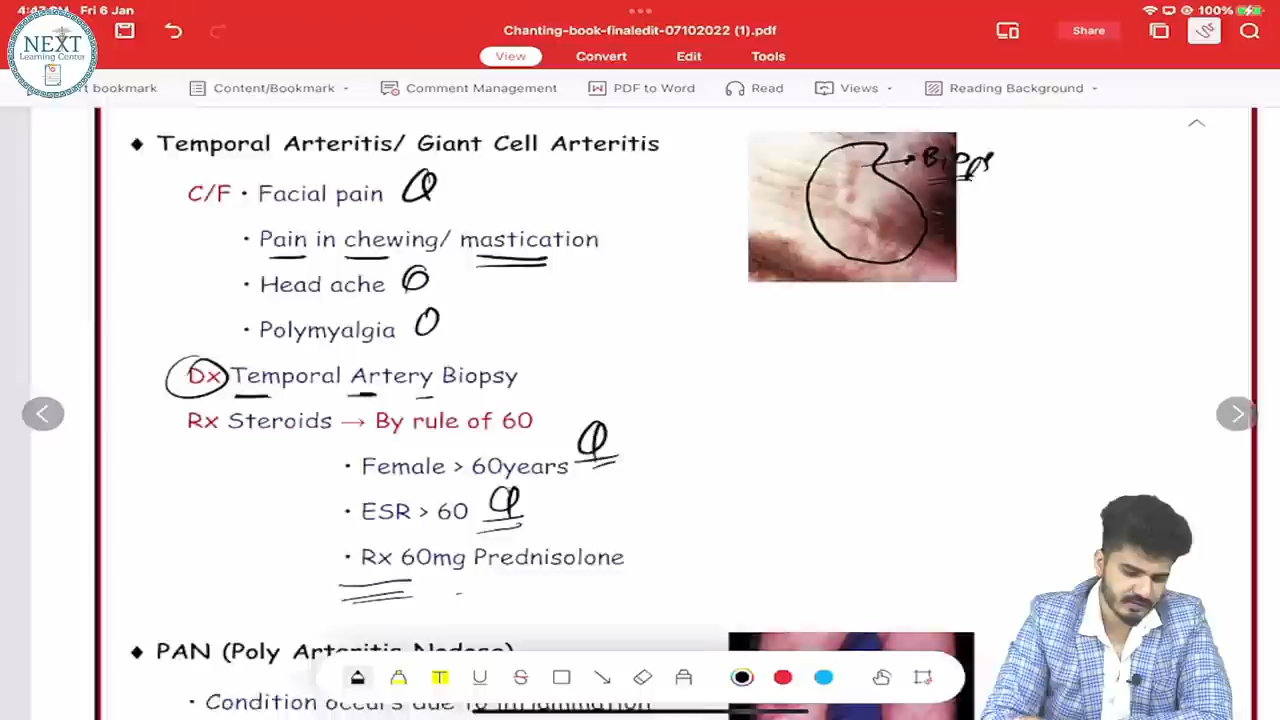 4:47 PM Fri 6 Jan
100%
NEXT
Learning Center
Chanting-book-finaledit-07102022 (1).pdf
Share
View Convert Edit Tools
bookmark Content/Bookmark Comment Management PDF to Word Read Views Reading Background
♦ Temporal Arteritis/ Giant Cell Arteritis
Biops
C/F • Facial pain
• Pain in chewing/ mastication
• Head ache
• Polymyalgia
Dx Temporal Artery Biopsy
Rx Steroids → By rule of 60
• Female > 60years
• ESR > 60
• Rx 60mg Prednisolone
♦ PAN (Poly Arteritis Nodosa)
• Condition occurs due to inflammation